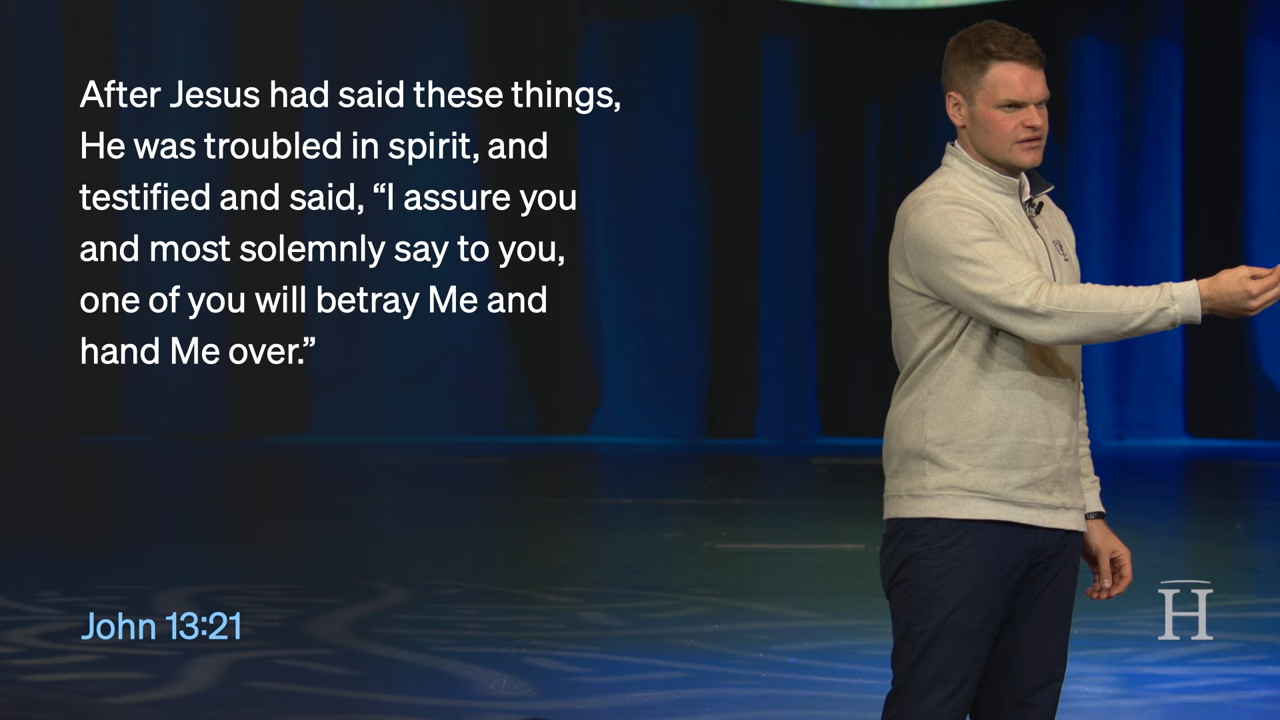 After Jesus had said these things,
He was troubled in spirit, and
testified and said, “I assure you
and most solemnly say to you,
one of you will betray Me and
hand Me over.”
John 13:21
H